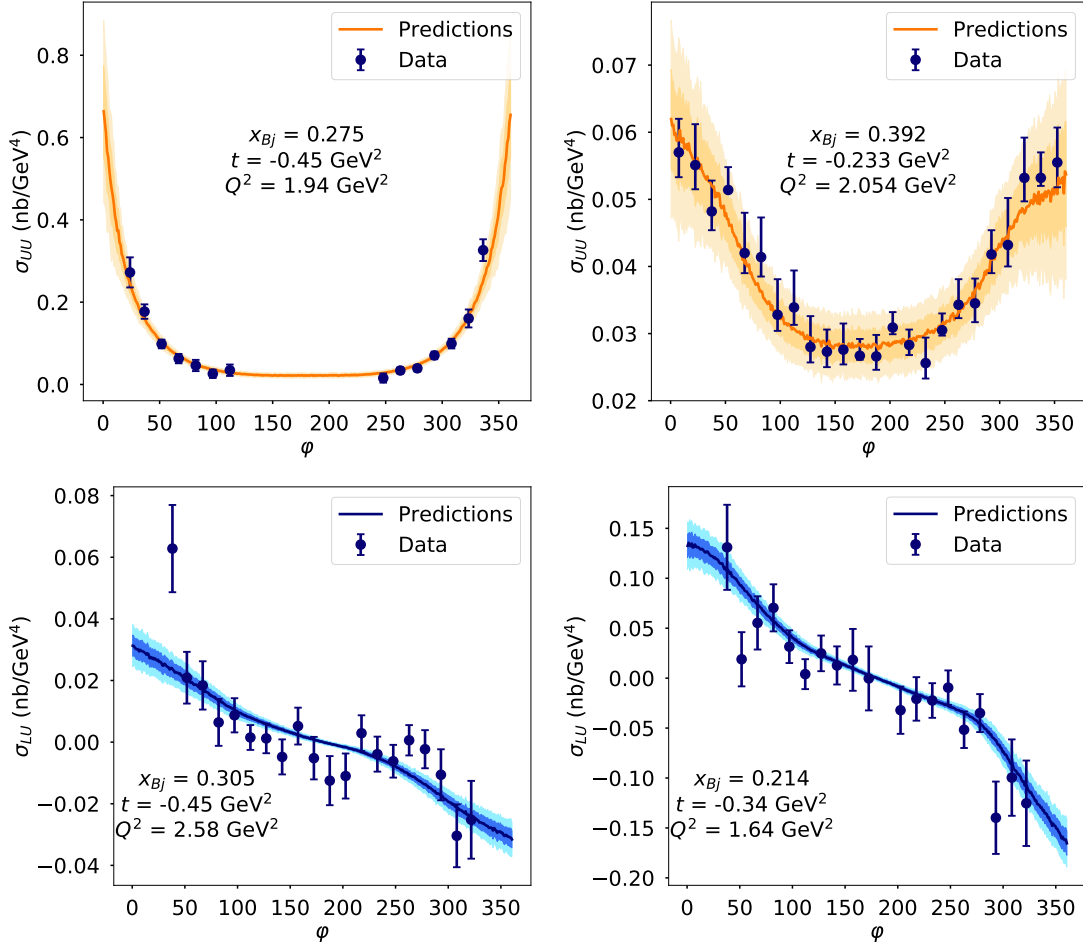 Predictions
Data
x_Bj = 0.275
t = -0.45 GeV²
Q² = 1.94 GeV²
σ_UU (nb/GeV⁴)
0.8
0.6
0.4
0.2
0.0
0 50 100 150 200 250 300 350
φ
Predictions
Data
x_Bj = 0.392
t = -0.233 GeV²
Q² = 2.054 GeV²
σ_UU (nb/GeV⁴)
0.07
0.06
0.05
0.04
0.03
0.02
0 50 100 150 200 250 300 350
φ
Predictions
Data
x_Bj = 0.305
t = -0.45 GeV²
Q² = 2.58 GeV²
σ_LU (nb/GeV⁴)
0.08
0.06
0.04
0.02
0.00
−0.02
−0.04
0 50 100 150 200 250 300 350
φ
Predictions
Data
x_Bj = 0.214
t = -0.34 GeV²
Q² = 1.64 GeV²
σ_LU (nb/GeV⁴)
0.15
0.10
0.05
0.00
−0.05
−0.10
−0.15
−0.20
0 50 100 150 200 250 300 350
φ